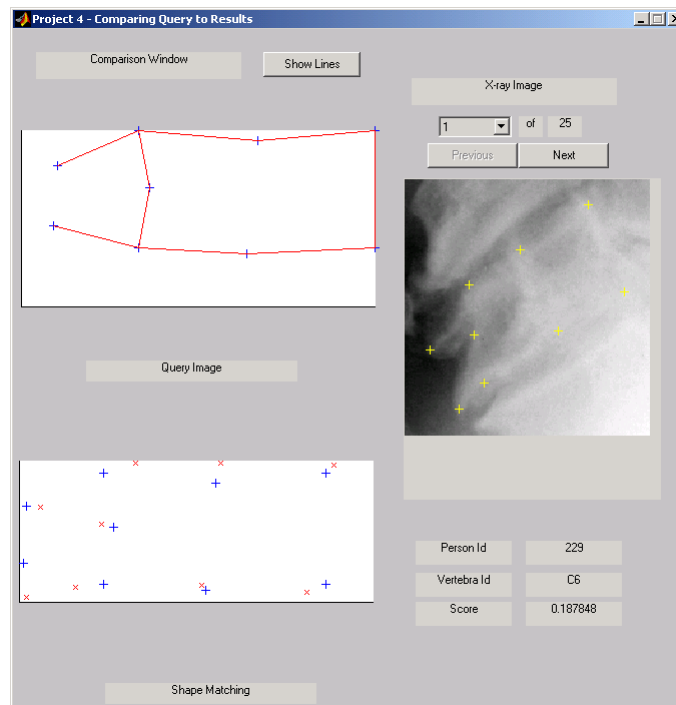 Project 4 - Comparing Query to Results
Comparison Window
Show Lines
X-ray Image
1 of 25
Previous Next
Query Image
Person Id 229
Vertebra Id C6
Score 0.187848
Shape Matching